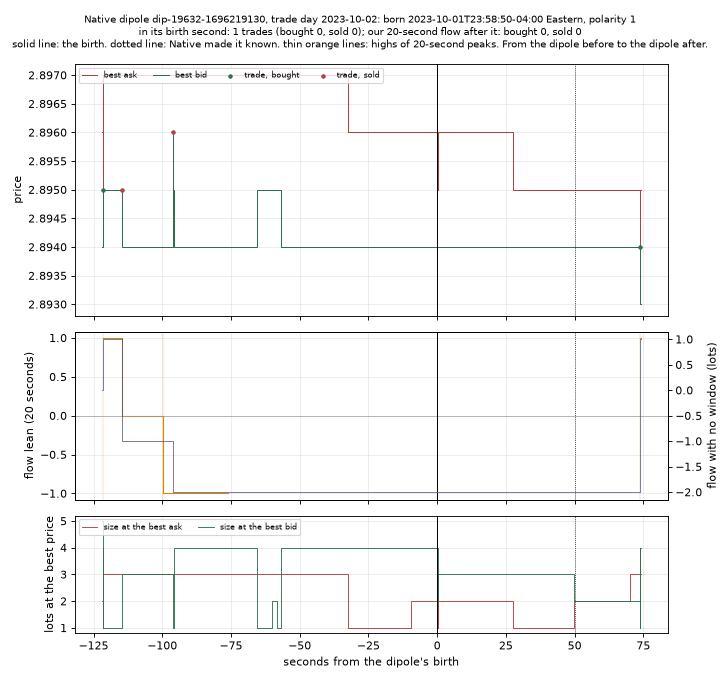 Native dipole dip-19632-1696219130, trade day 2023-10-02: born 2023-10-01T23:58:50-04:00 Eastern, polarity 1
in its birth second: 1 trades (bought 0, sold 0); our 20-second flow after it: bought 0, sold 0
solid line: the birth. dotted line: Native made it known. thin orange lines: highs of 20-second peaks. From the dipole before to the dipole after.
best ask best bid trade, bought trade, sold
2.8970
2.8965
2.8960
2.8955
2.8950
2.8945
2.8940
2.8935
2.8930
price
1.0
0.5
0.0
−0.5
−1.0
flow lean (20 seconds)
1.0
0.5
0.0
−0.5
−1.0
−1.5
−2.0
flow with no window (lots)
size at the best ask size at the best bid
5
4
3
2
1
lots at the best price
−125 −100 −75 −50 −25 0 25 50 75
seconds from the dipole's birth